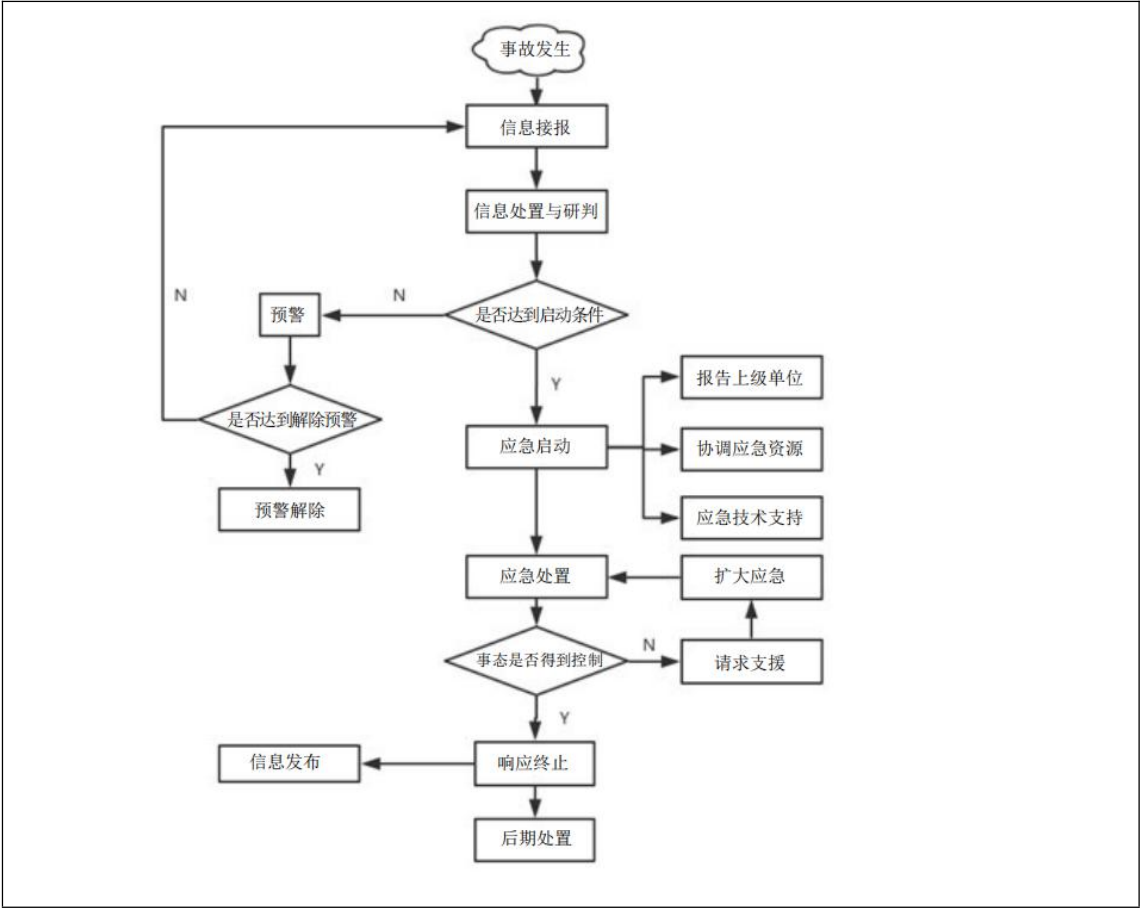 事故发生
信息接报
信息处置与研判
N
预警
N
是否达到启动条件
Y
报告上级单位
是否达到解除预警
应急启动
协调应急资源
Y
预警解除
应急技术支持
应急处置
扩大应急
事态是否得到控制
N
请求支援
Y
信息发布
响应终止
后期处置